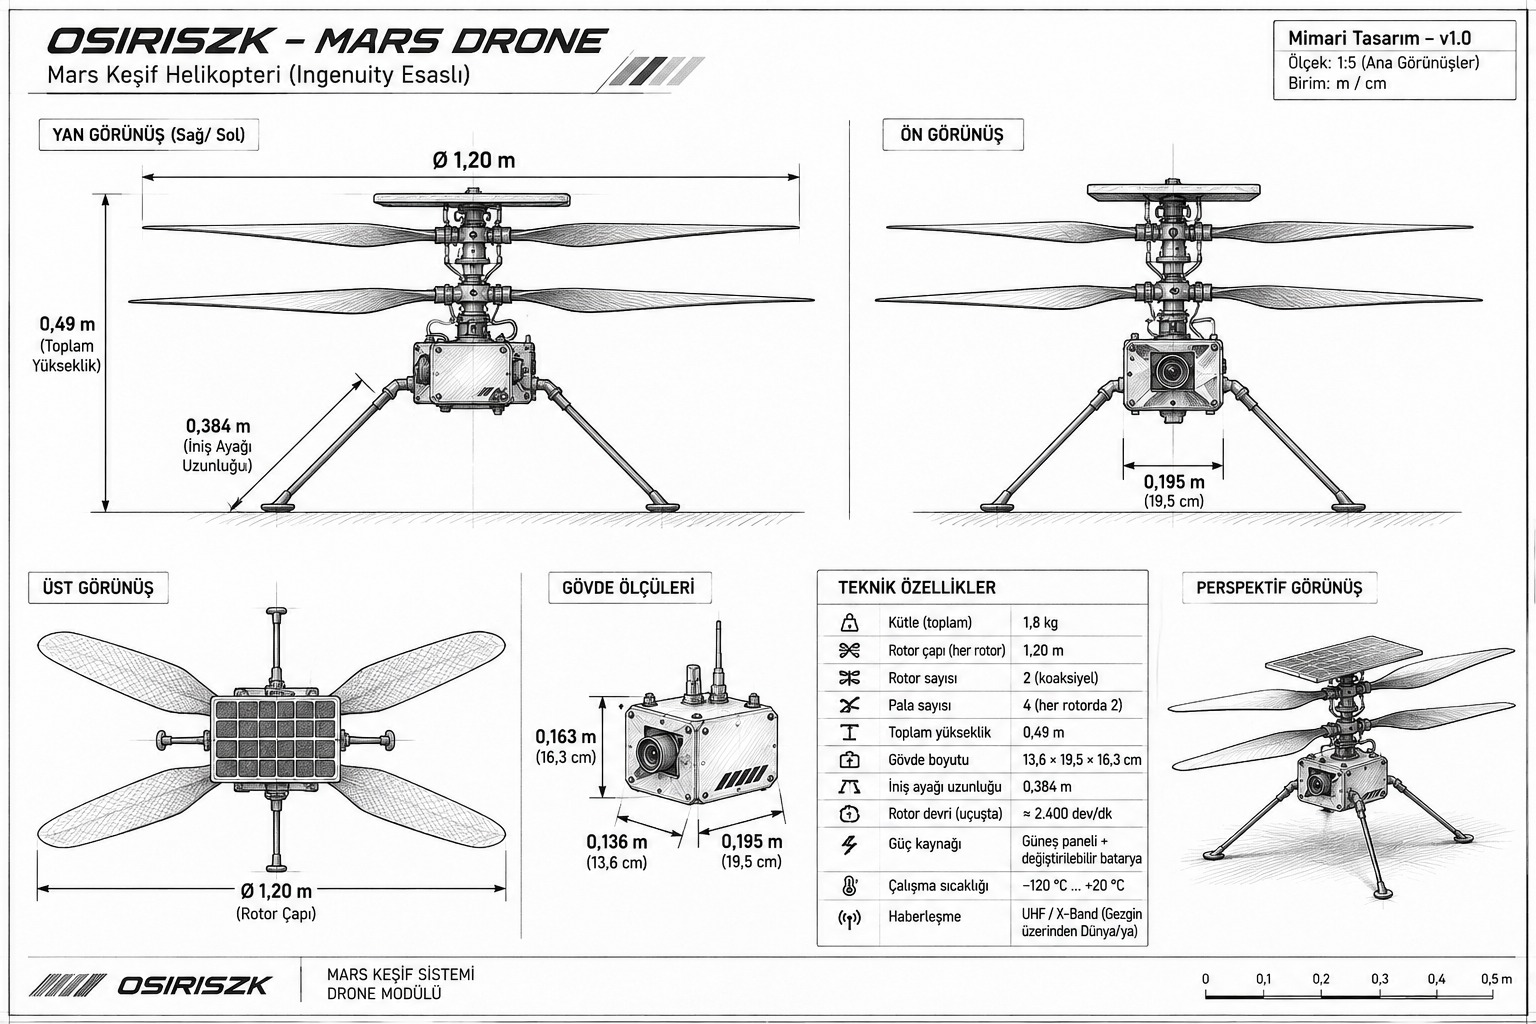 OSIRISZK – MARS DRONE
Mars Keşif Helikopteri (Ingenuity Esaslı)
Mimari Tasarım – v1.0
Ölçek: 1:5 (Ana Görünüşler)
Birim: m / cm
YAN GÖRÜNÜŞ (Sağ/ Sol)
Ø 1,20 m
0,49 m
(Toplam
Yükseklik)
0,384 m
(İniş Ayağı
Uzunluğu)
ÖN GÖRÜNÜŞ
0,195 m
(19,5 cm)
ÜST GÖRÜNÜŞ
Ø 1,20 m
(Rotor Çapı)
GÖVDE ÖLÇÜLERİ
0,163 m
(16,3 cm)
0,136 m
(13,6 cm)
0,195 m
(19,5 cm)
TEKNİK ÖZELLİKLER
Kütle (toplam) 1,8 kg
Rotor çapı (her rotor) 1,20 m
Rotor sayısı 2 (koaksiyel)
Pala sayısı 4 (her rotorda 2)
Toplam yükseklik 0,49 m
Gövde boyutu 13,6 × 19,5 × 16,3 cm
İniş ayağı uzunluğu 0,384 m
Rotor devri (uçuşta) ≈ 2.400 dev/dk
Güç kaynağı Güneş paneli +
değiştirilebilir batarya
Çalışma sıcaklığı −120 °C ... +20 °C
Haberleşme UHF / X-Band (Gezgin
üzerinden Dünya/ya)
PERSPEKTİF GÖRÜNÜŞ
OSIRISZK
MARS KEŞİF SİSTEMİ
DRONE MODÜLÜ
0 0,1 0,2 0,3 0,4 0,5 m